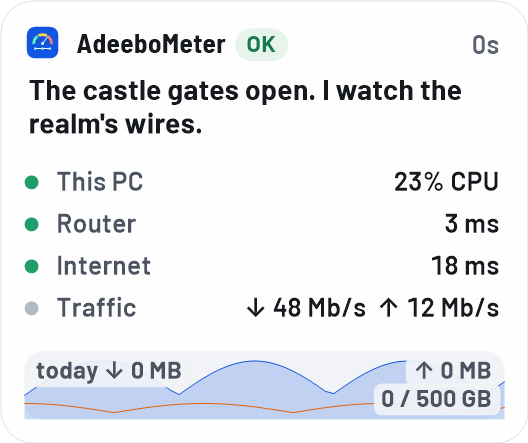 AdeeboMeter OK 0s
The castle gates open. I watch the
realm's wires.
This PC 23% CPU
Router 3 ms
Internet 18 ms
Traffic ↓ 48 Mb/s ↑ 12 Mb/s
today ↓ 0 MB ↑ 0 MB
0 / 500 GB